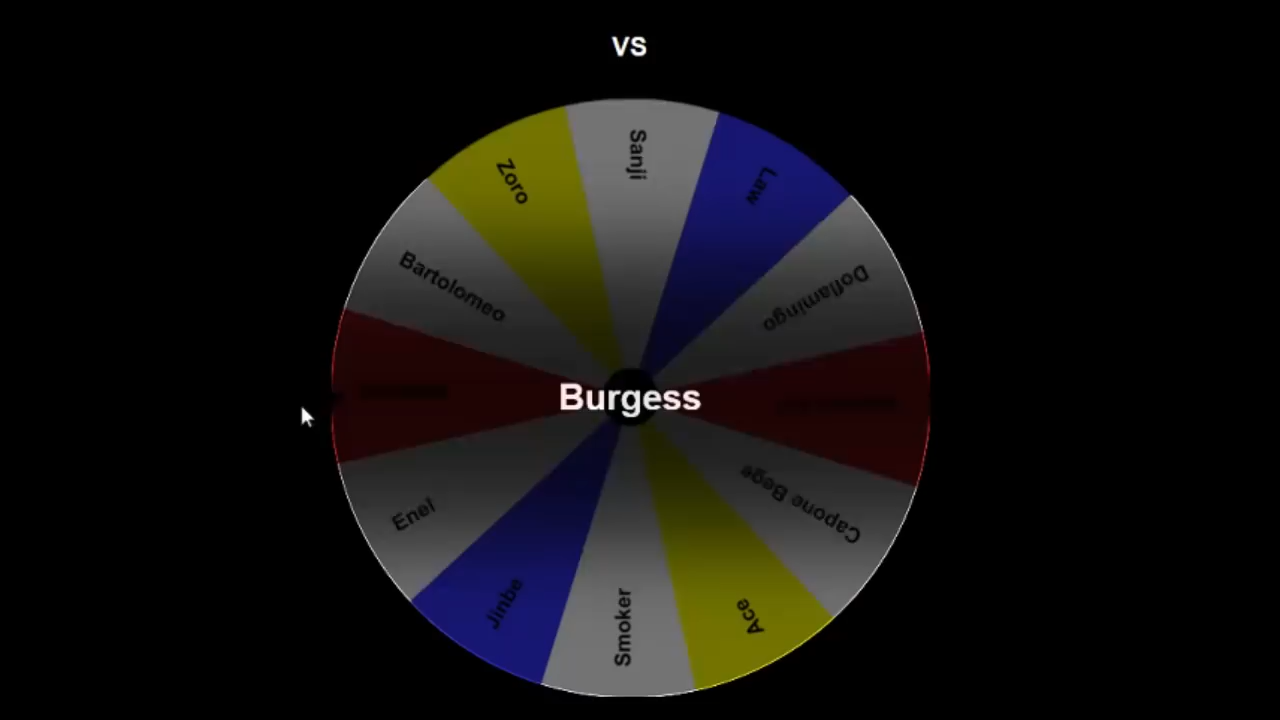 VS
Sanji
Zoro
Law
Bartolomeo
Doflamingo
Burgess
Capone Bege
Enel
Jinbe
Smoker
Ace